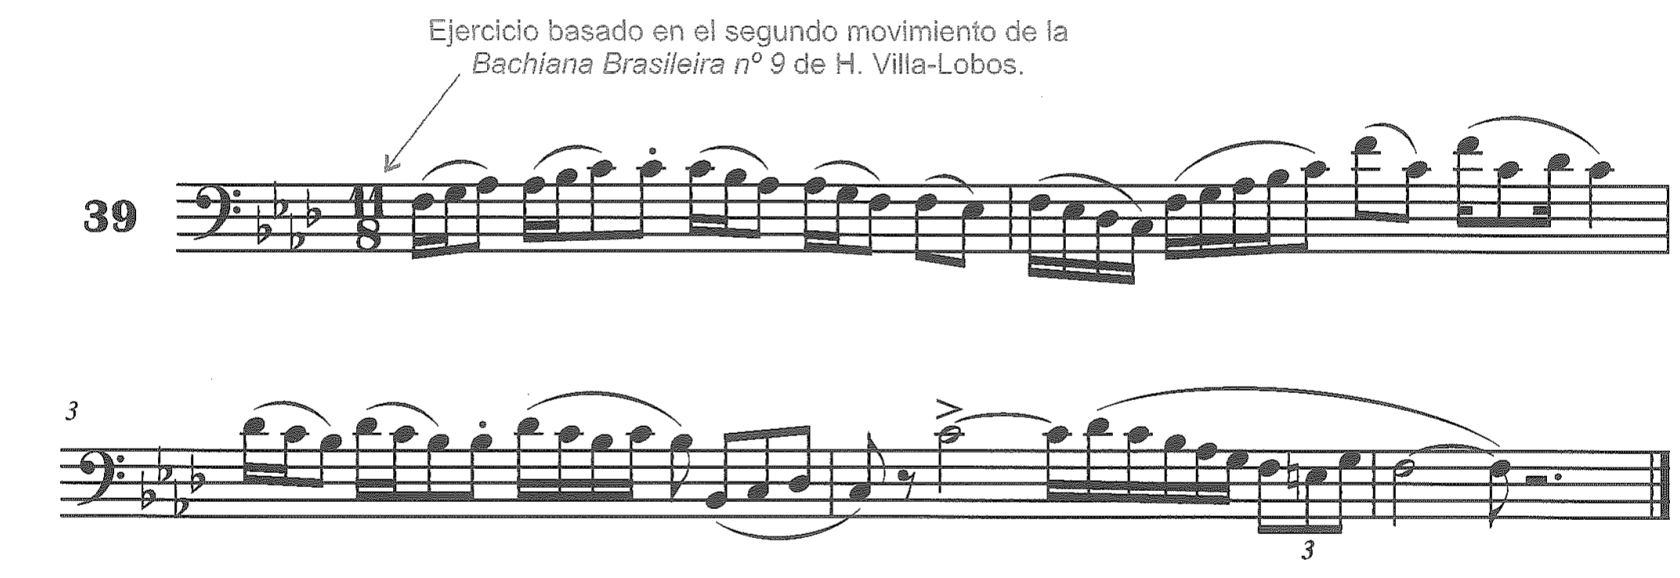 Ejercicio basado en el segundo movimiento de la
Bachiana Brasileira nº 9 de H. Villa-Lobos.
39
11
8
3
3